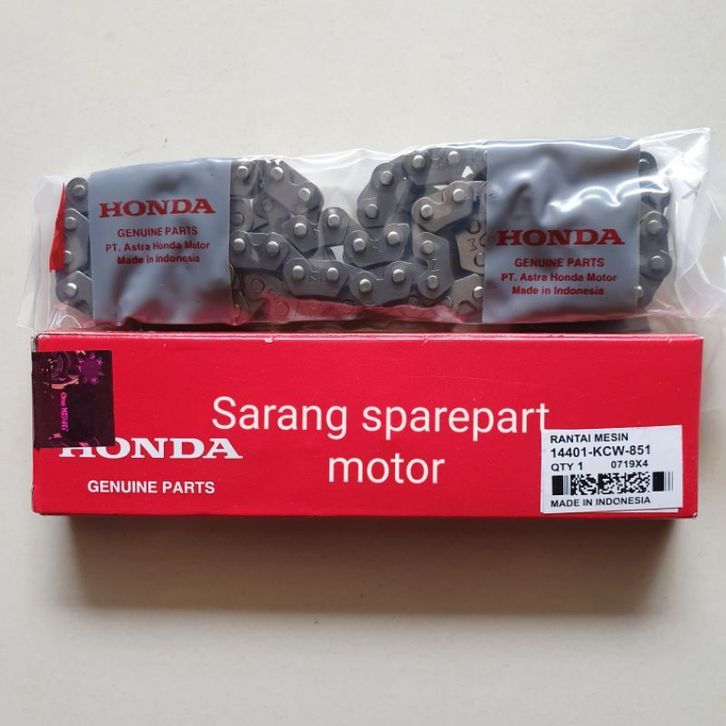 HONDA
GENUINE PARTS
PT. Astra Honda Motor
Made in Indonesia
HONDA
GENUINE PARTS
PT. Astra Honda Motor
Made in Indonesia
Sarang sparepart
motor
HONDA
GENUINE PARTS
RANTAI MESIN
14401-KCW-851
QTY 1 0719X4
MADE IN INDONESIA